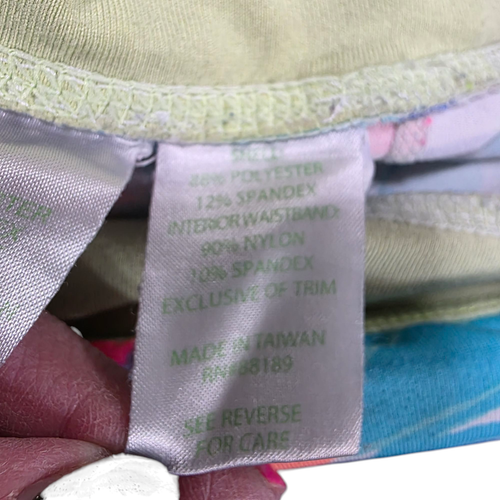 POLYESTER
12% SPANDEX
INTERIOR WAISTBAND:
90% NYLON
10% SPANDEX
EXCLUSIVE OF TRIM
MADE IN TAIWAN
RN#88189
SEE REVERSE
FOR CARE